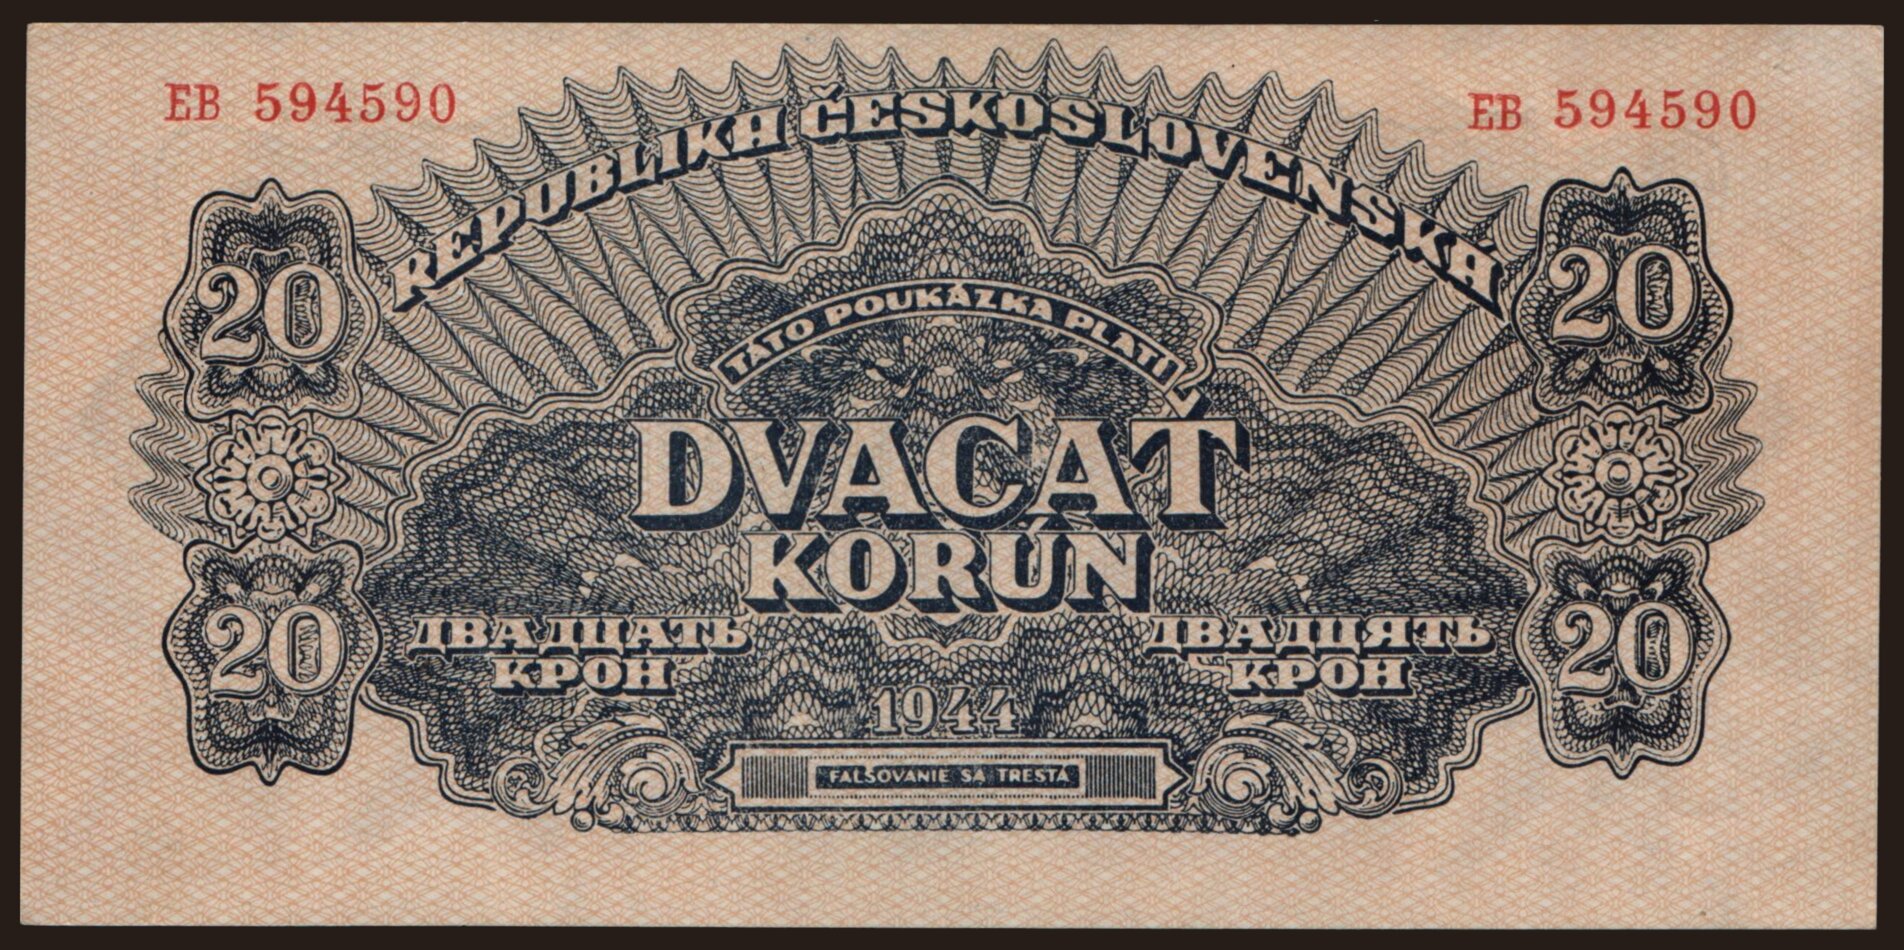 EB 594590
EB 594590
REPUBLIKA ČESKOSLOVENSKÁ
20
20
TÁTO POUKÁZKA PLATÍ
DVACAŤ
KORÚN
ДВАДЦАТЬ
КРОН
ДВАДЦЯТЬ
КРОН
20
20
1944
FALŠOVANIE SA TRESTÁ